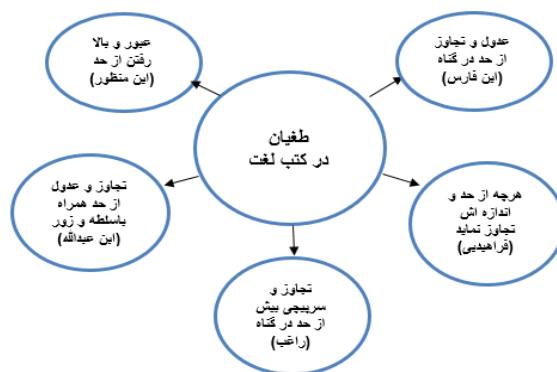 طغیان
در کتب لغت
عدول و تجاوز
از حد در گناه
(ابن فارس)
هرچه از حد و
اندازه اش
تجاوز نماید
(فراهیدیی)
تجاوز و
سرپیچی بیش
از حد در گناه
(راغب)
تجاوز و عدول
از حد همراه
باسلطه و زور
(ابن عبدالله)
عبور و بالا
رفتن از حد
(ابن منظور)